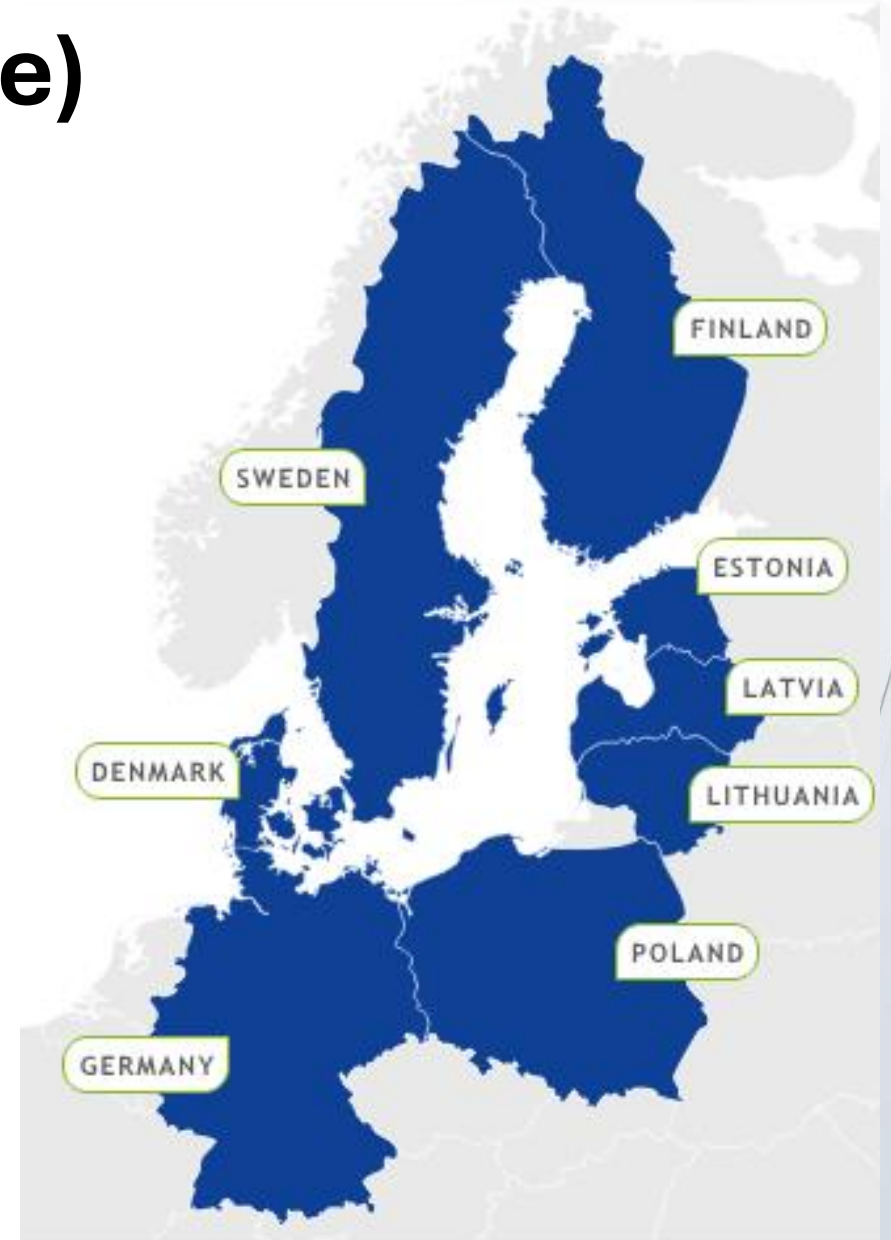 e)
FINLAND
SWEDEN
ESTONIA
LATVIA
DENMARK
LITHUANIA
POLAND
GERMANY